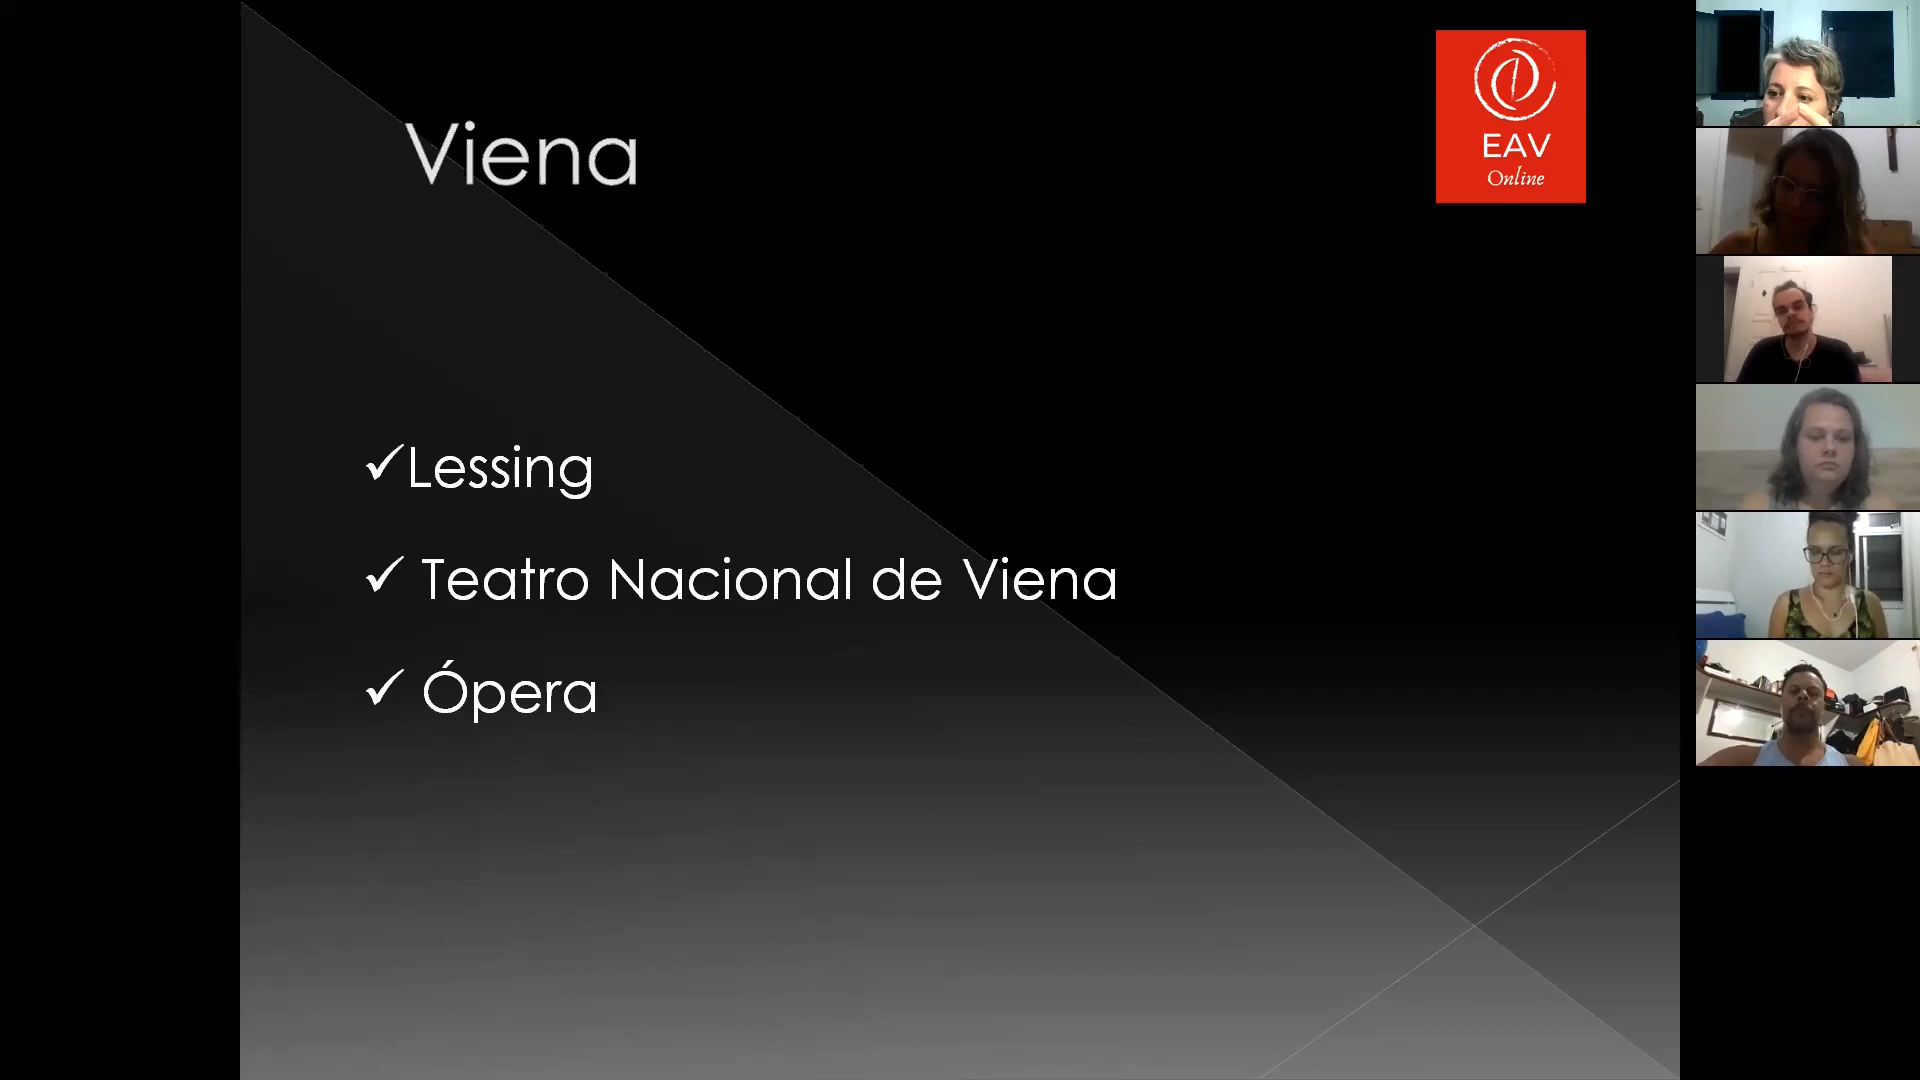 Viena
EAV
Online
✓Lessing
✓ Teatro Nacional de Viena
✓ Ópera